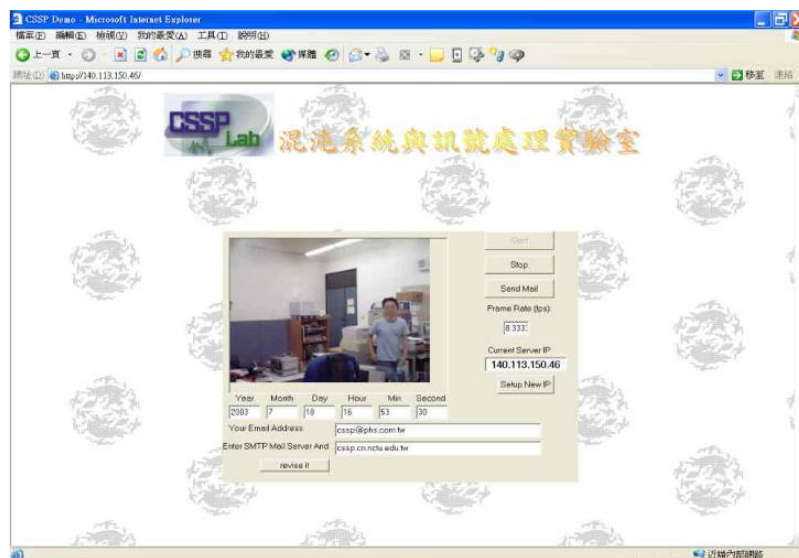 CSSP Demo - Microsoft Internet Explorer
檔案(F) 編輯(E) 檢視(V) 我的最愛(A) 工具(T) 說明(H)
上一頁 搜尋 我的最愛 媒體
網址(D) http://140.113.150.46/ 移至 連結
CSSP Lab
混沌系統與訊號處理實驗室
Start
Stop
Send Mail
Frame Rate (fps)
8.333
Current Server IP
140.113.150.46
Setup New IP
Year Month Day Hour Min Second
2003 7 18 16 53 30
Your Email Address cssp@phs.com.tw
Enter SMTP Mail Server And cssp.cn.nctu.edu.tw
revise it
近端內部網路